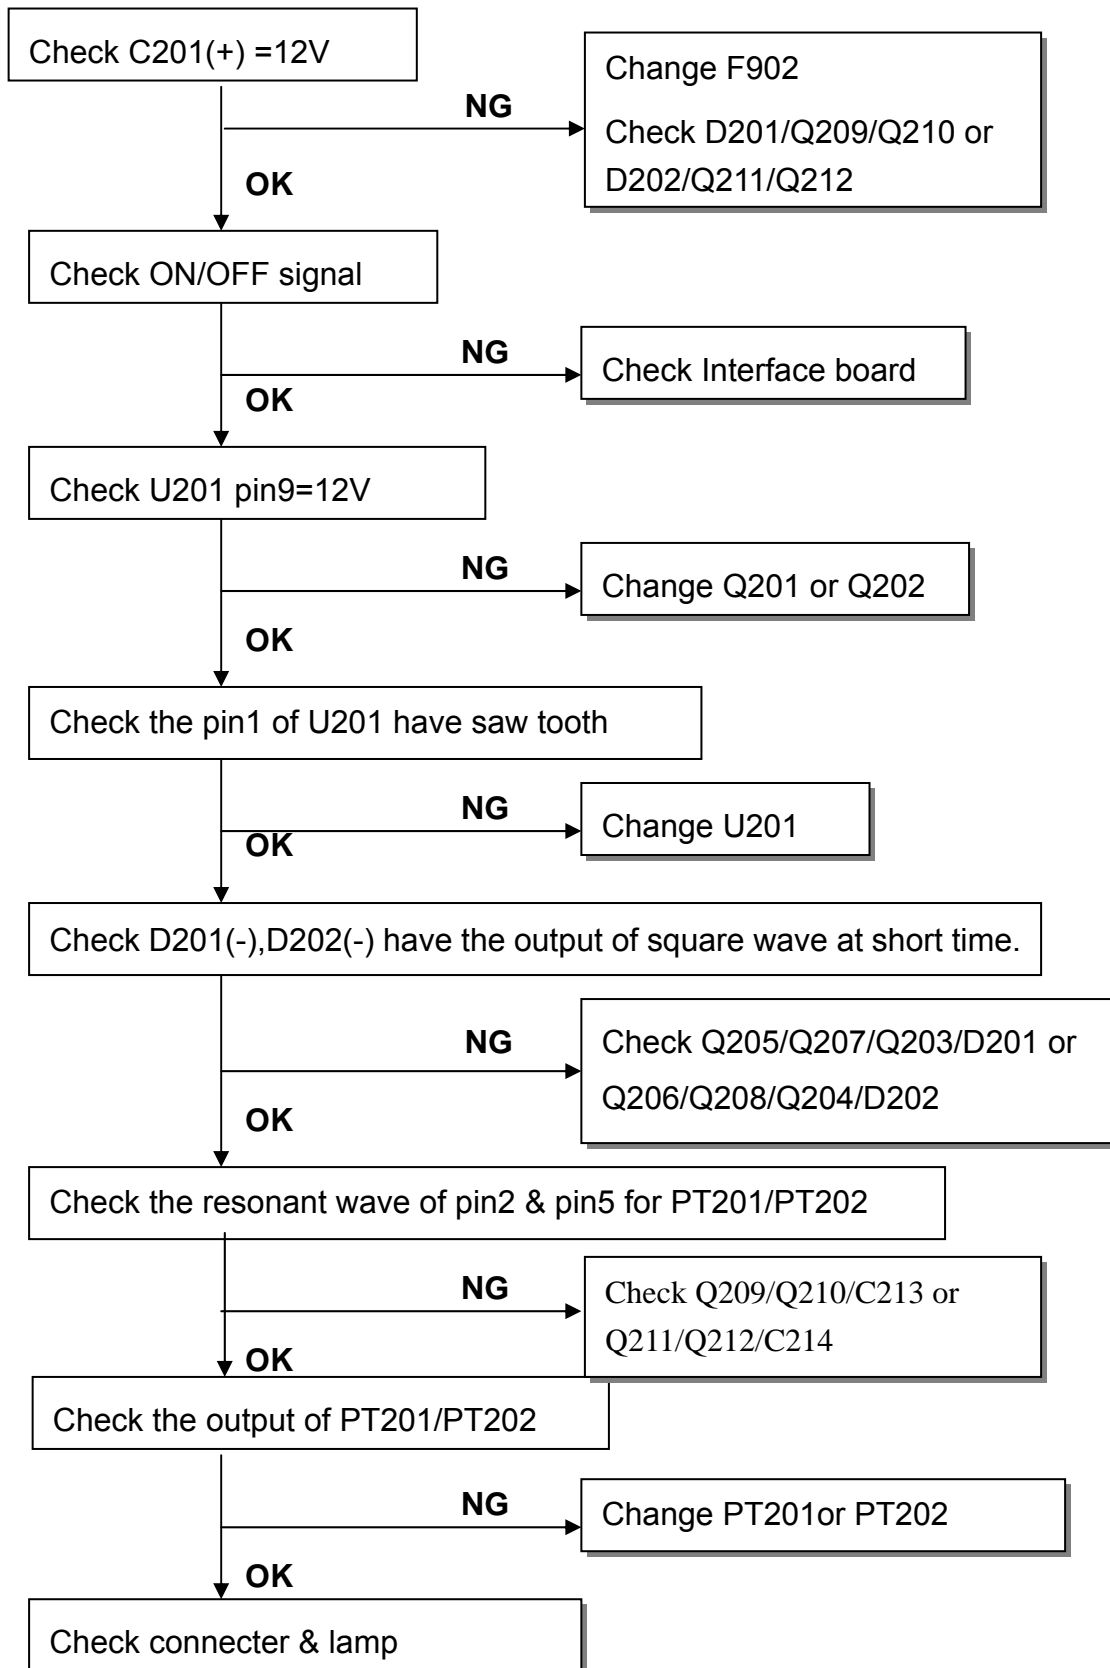 Check C201(+) =12V
NG
Change F902
Check D201/Q209/Q210 or
D202/Q211/Q212
OK
Check ON/OFF signal
NG
Check Interface board
OK
Check U201 pin9=12V
NG
Change Q201 or Q202
OK
Check the pin1 of U201 have saw tooth
NG
Change U201
OK
Check D201(-),D202(-) have the output of square wave at short time.
NG
Check Q205/Q207/Q203/D201 or
Q206/Q208/Q204/D202
OK
Check the resonant wave of pin2 & pin5 for PT201/PT202
NG
Check Q209/Q210/C213 or
Q211/Q212/C214
OK
Check the output of PT201/PT202
NG
Change PT201or PT202
OK
Check connecter & lamp